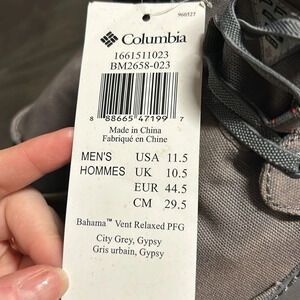 960527
Columbia
1661511023
BM2658-023
8 88665 47199 7
Made in China
Fabriqué en Chine
MEN'S USA 11.5
HOMMES UK 10.5
EUR 44.5
CM 29.5
Bahama™ Vent Relaxed PFG
City Grey, Gypsy
Gris urbain, Gypsy